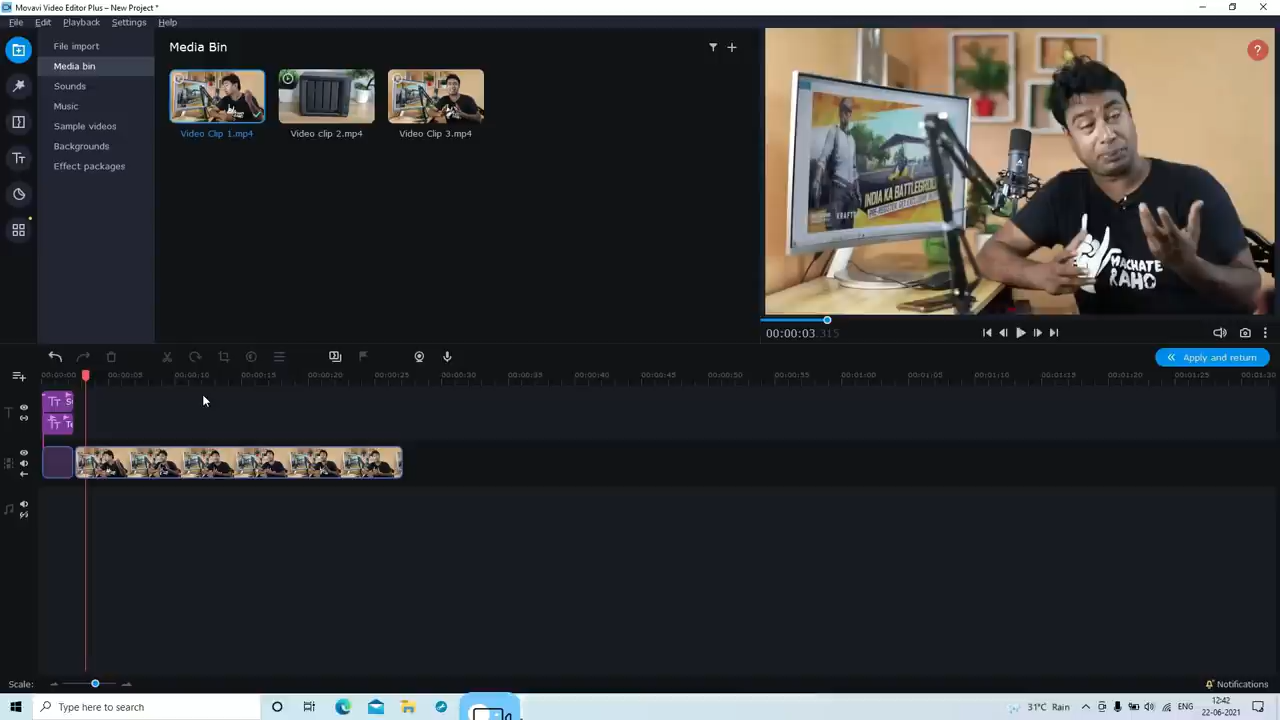 Movavi Video Editor Plus – New Project *
File Edit Playback Settings Help
File import
Media bin
Sounds
Music
Sample videos
Backgrounds
Effect packages
Media Bin
Video Clip 1.mp4 Video clip 2.mp4 Video Clip 3.mp4
INDIA KA BATTLEGROU
KRAFT
MACHATE
RAHO
?
00:00:03.315
Apply and return
00:00:00 00:00:05 00:00:10 00:00:15 00:00:20 00:00:25 00:00:30 00:00:35 00:00:40 00:00:45 00:00:50 00:00:55 00:01:00 00:01:05 00:01:10 00:01:15 00:01:20 00:01:25 00:01:30
Scale:
Notifications
Type here to search
31°C Rain
ENG
12:42
22-06-2021